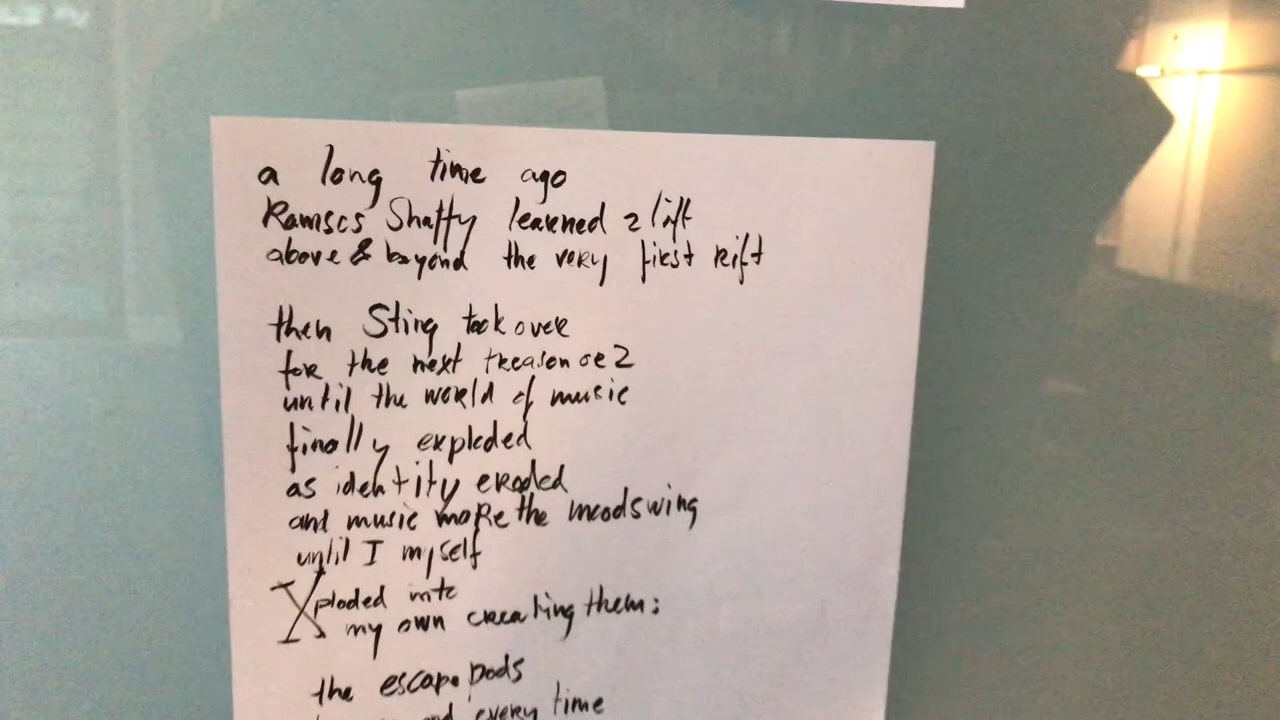 a long time ago
Ramses Shaffy learned 2 lift
above & beyond the very first rift
then Sting took over
for the next treason or 2
until the world of music
finally exploded
as identity eroded
and music make the moodswing
until I myself
Xploded into
my own creating them:
the escape pods
and every time